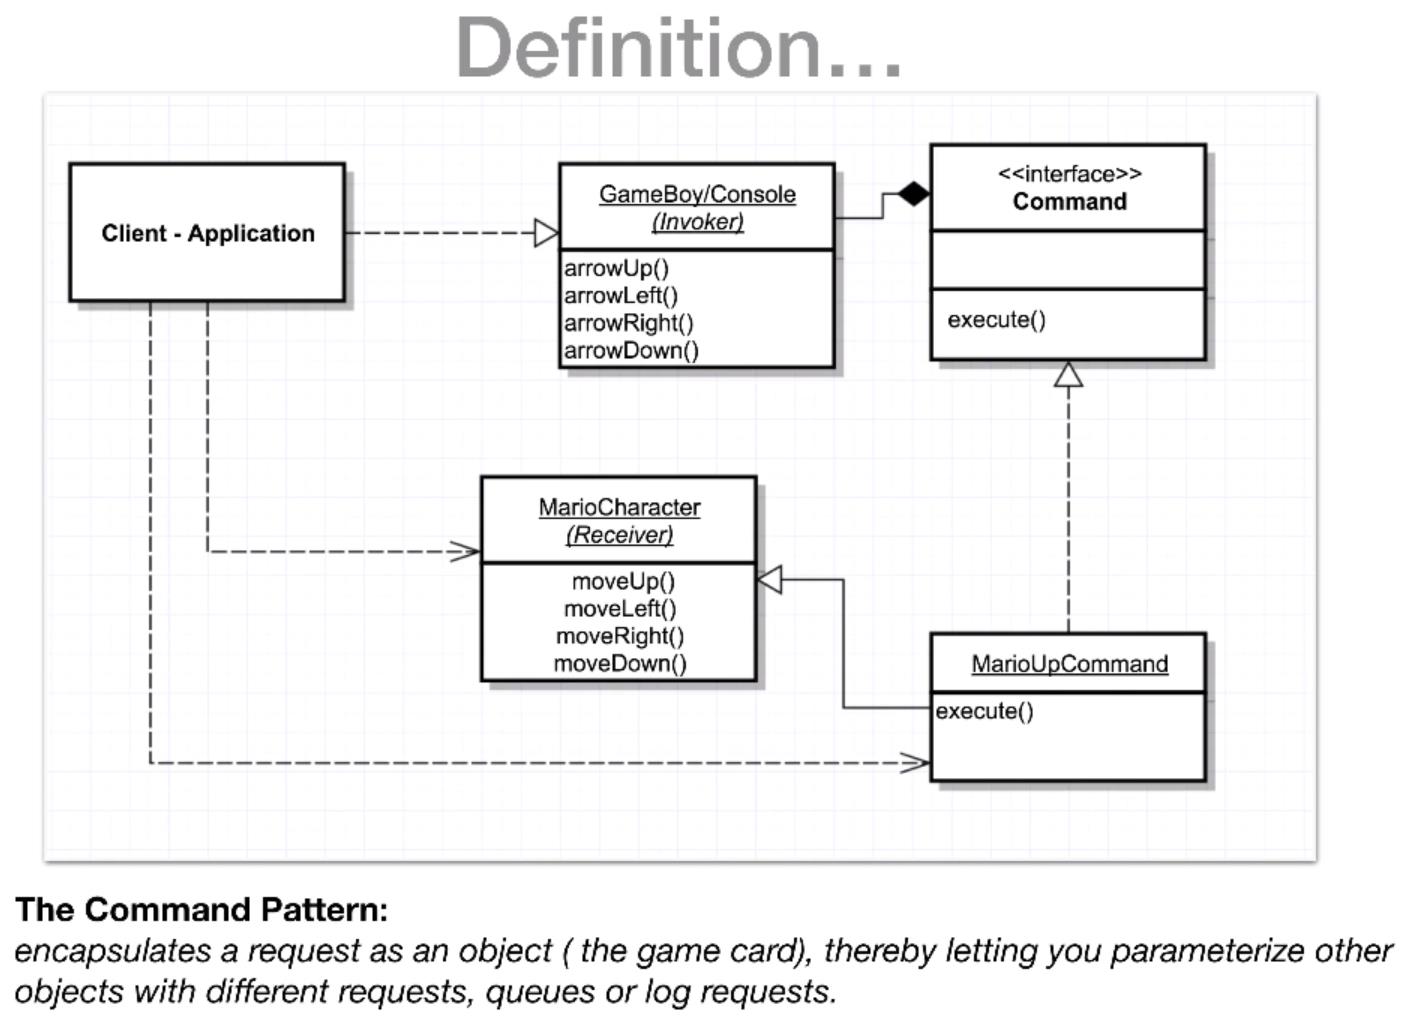 Definition...
Client - Application
GameBoy/Console
(Invoker)
arrowUp()
arrowLeft()
arrowRight()
arrowDown()
<<interface>>
Command
execute()
MarioCharacter
(Receiver)
moveUp()
moveLeft()
moveRight()
moveDown()
MarioUpCommand
execute()
The Command Pattern:
encapsulates a request as an object ( the game card), thereby letting you parameterize other
objects with different requests, queues or log requests.